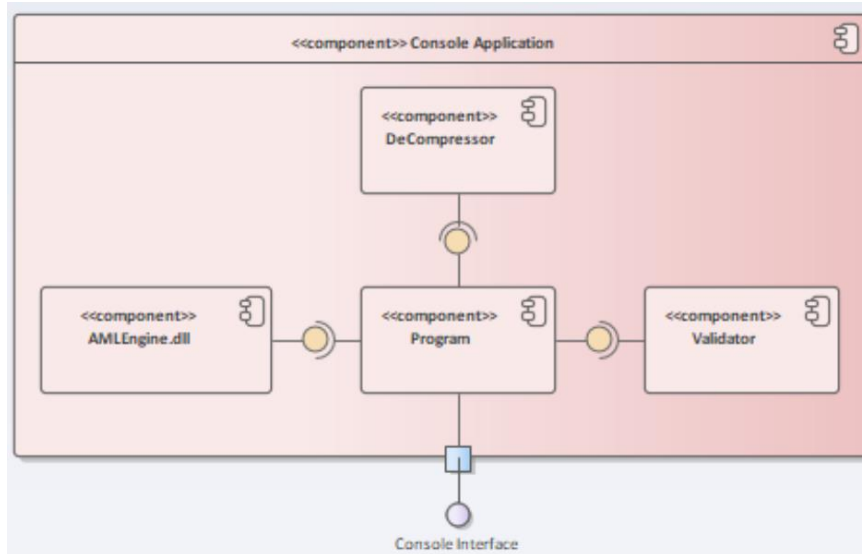 <<component>> Console Application
<<component>>
DeCompressor
<<component>>
AMLEngine.dll
<<component>>
Program
<<component>>
Validator
Console Interface